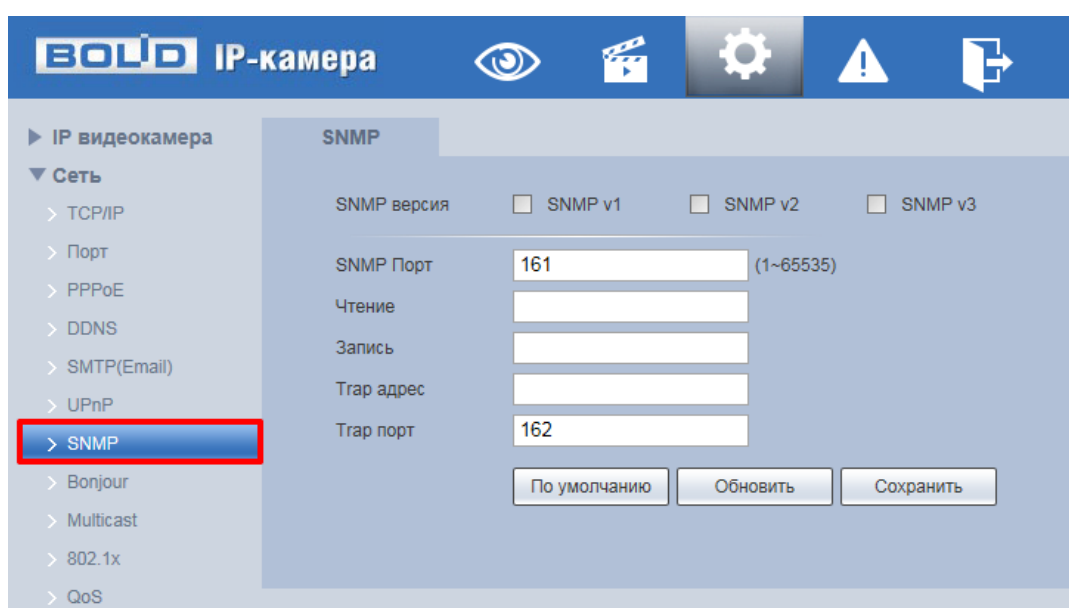 BOLID IP-камера
IP видеокамера
Сеть
TCP/IP
Порт
PPPoE
DDNS
SMTP(Email)
UPnP
SNMP
Bonjour
Multicast
802.1x
QoS
SNMP
SNMP версия SNMP v1 SNMP v2 SNMP v3
SNMP Порт 161 (1~65535)
Чтение
Запись
Trap адрес
Trap порт 162
По умолчанию Обновить Сохранить